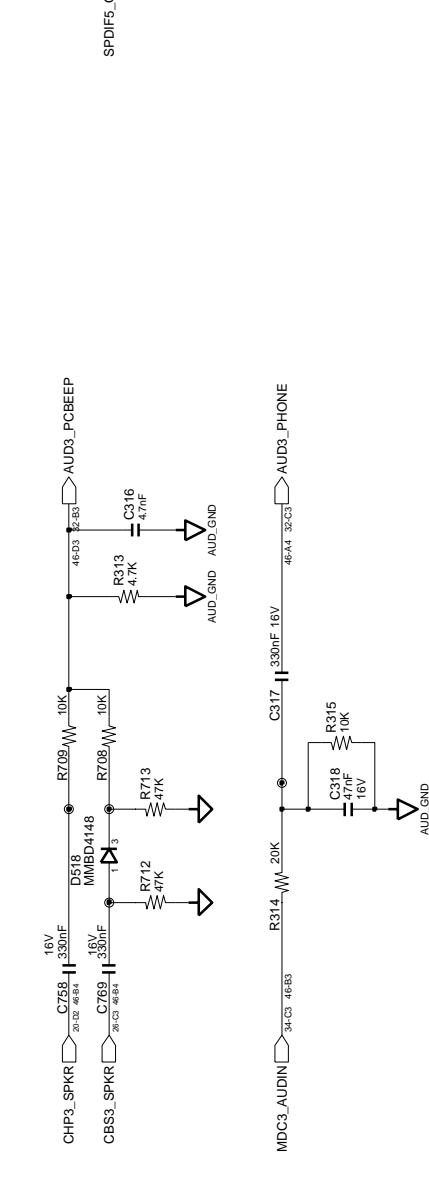 SPDIF5_
AUD3_PCBEEP
46-D3 32-B3
C316
4.7nF
AUD_GND
R313
4.7K
AUD_GND
R709 10K
R708 10K
R713
47K
D518
MMBD4148
1 3
R712
47K
16V
330nF
C758
20-D2 46-B4
CHP3_SPKR
16V
330nF
C769
26-C3 46-B4
CBS3_SPKR
AUD3_PHONE
46-A4 32-C3
C317 330nF 16V
R315
10K
C318
47nF
16V
AUD_GND
R314 20K
34-C3 46-B3
MDC3_AUDIN